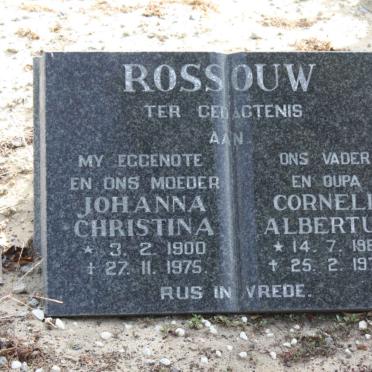 ROSSOUW
TER GEDAGTENIS
AAN
MY EGGENOTE
EN ONS MOEDER
JOHANNA
CHRISTINA
* 3. 2. 1900
† 27. 11. 1975.
ONS VADER
EN OUPA
CORNELI
ALBERTU
* 14. 7. 18
† 25. 2. 19
RUS IN VREDE.